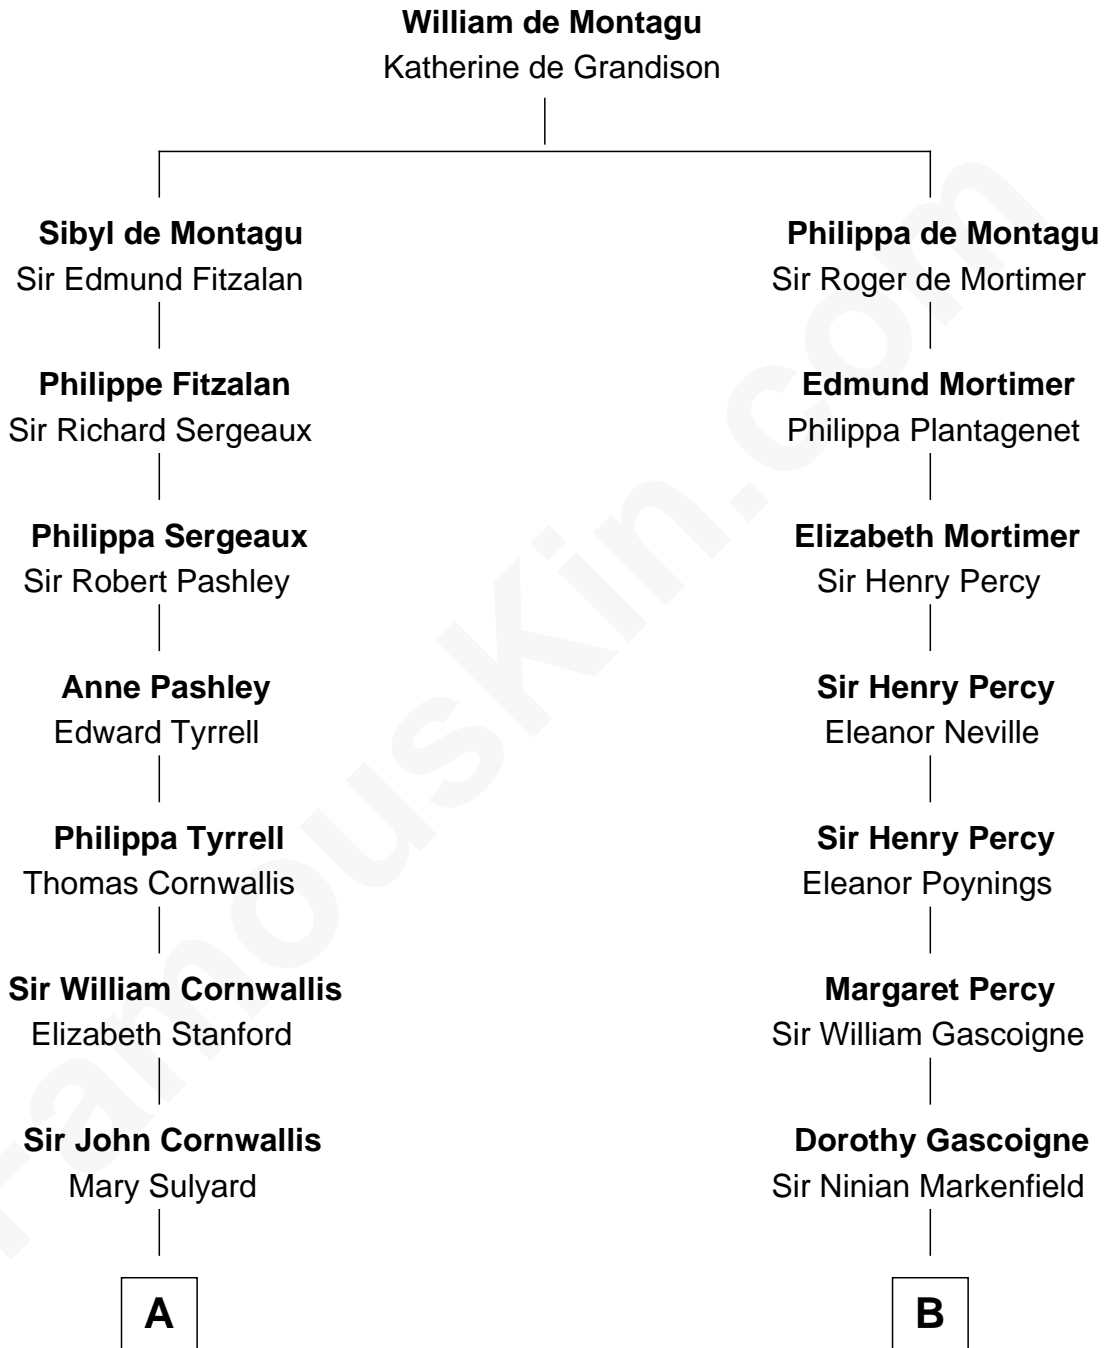 William de Montagu
Katherine de Grandison
Sibyl de Montagu
Sir Edmund Fitzalan
Philippa de Montagu
Sir Roger de Mortimer
Philippe Fitzalan
Sir Richard Sergeaux
Edmund Mortimer
Philippa Plantagenet
Philippa Sergeaux
Sir Robert Pashley
Elizabeth Mortimer
Sir Henry Percy
Anne Pashley
Edward Tyrrell
Sir Henry Percy
Eleanor Neville
Philippa Tyrrell
Thomas Cornwallis
Sir Henry Percy
Eleanor Poynings
Sir William Cornwallis
Elizabeth Stanford
Margaret Percy
Sir William Gascoigne
Sir John Cornwallis
Mary Sulyard
Dorothy Gascoigne
Sir Ninian Markenfield
A
B
FamousKin.com